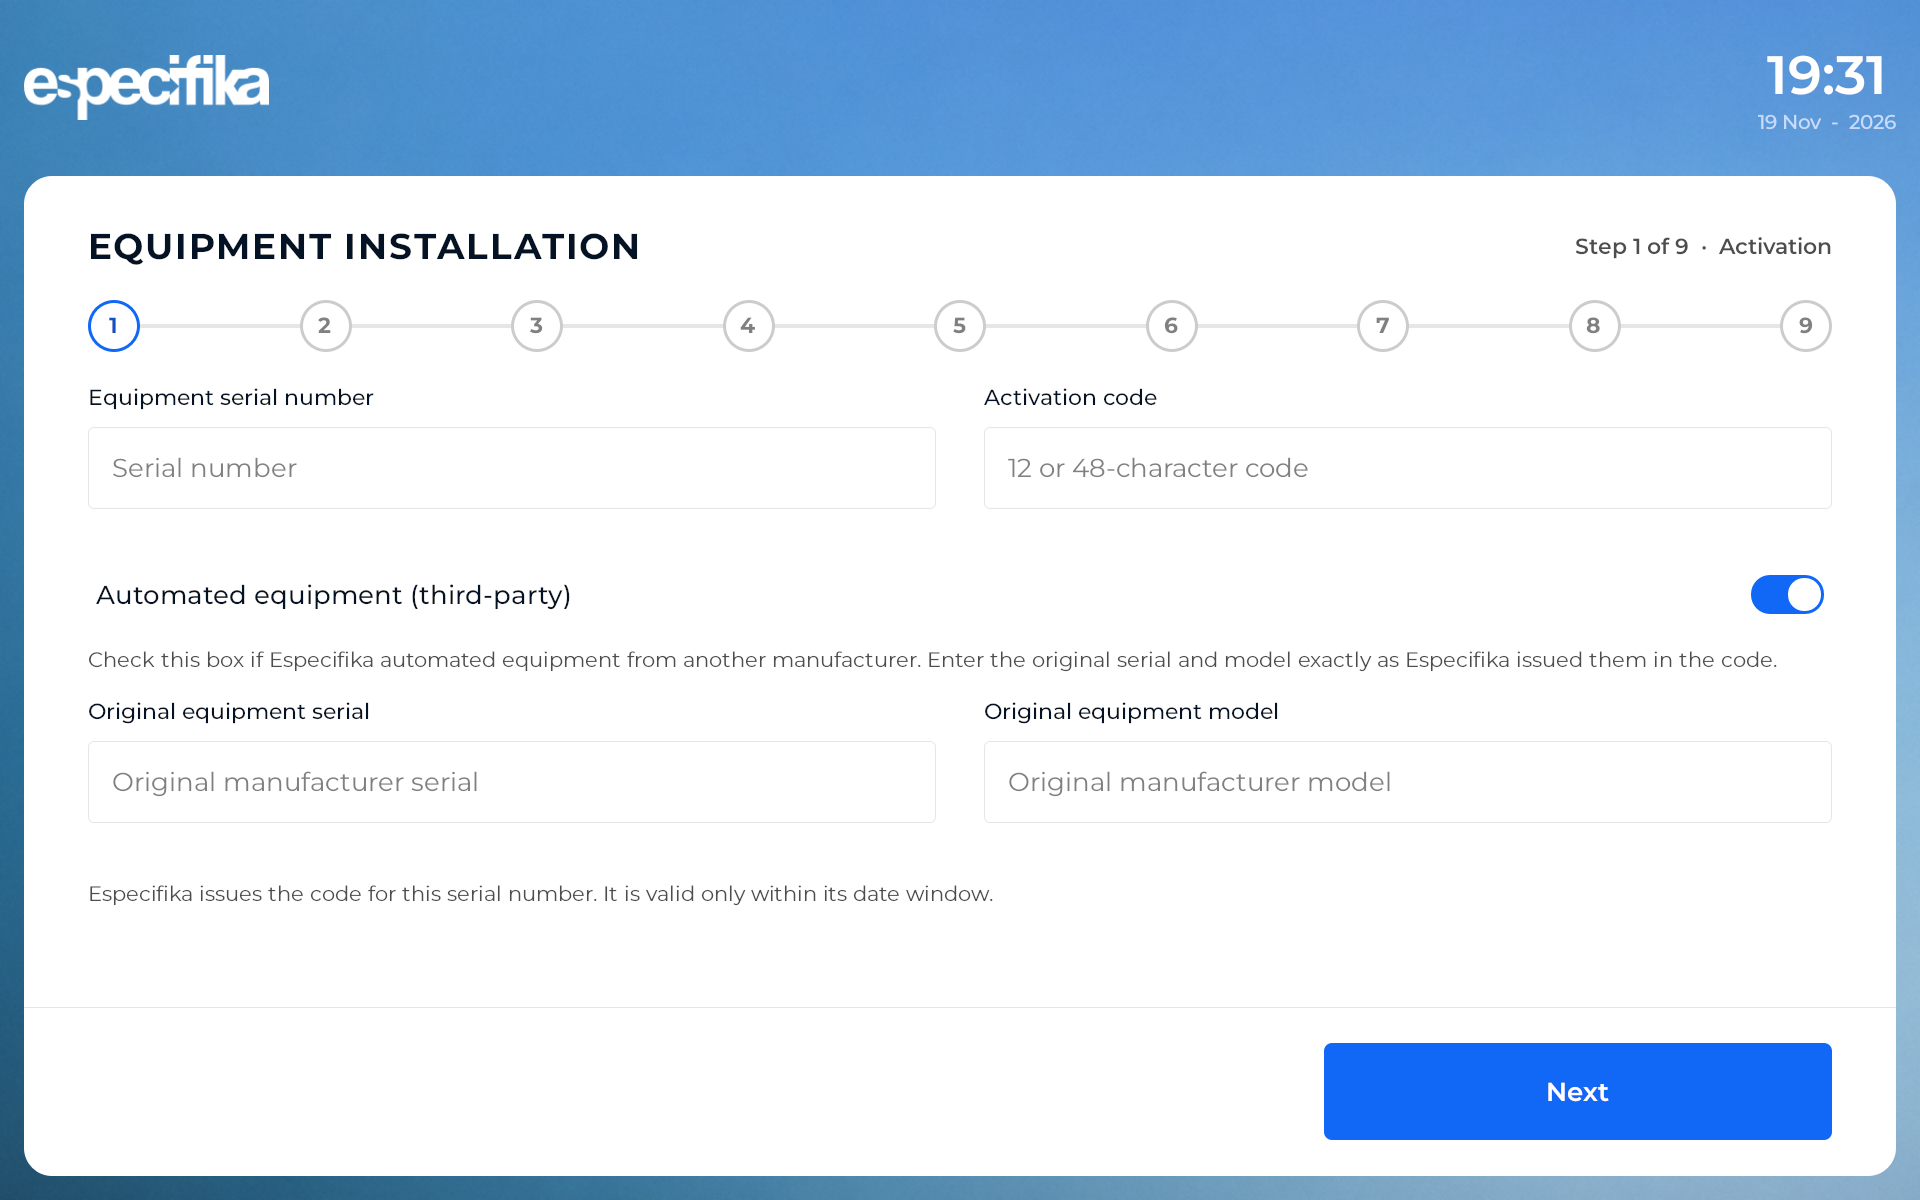 especifika
19:31
19 Nov - 2026
EQUIPMENT INSTALLATION
Step 1 of 9 · Activation
1 2 3 4 5 6 7 8 9
Equipment serial number
Activation code
Serial number
12 or 48-character code
Automated equipment (third-party)
Check this box if Especifika automated equipment from another manufacturer. Enter the original serial and model exactly as Especifika issued them in the code.
Original equipment serial
Original equipment model
Original manufacturer serial
Original manufacturer model
Especifika issues the code for this serial number. It is valid only within its date window.
Next